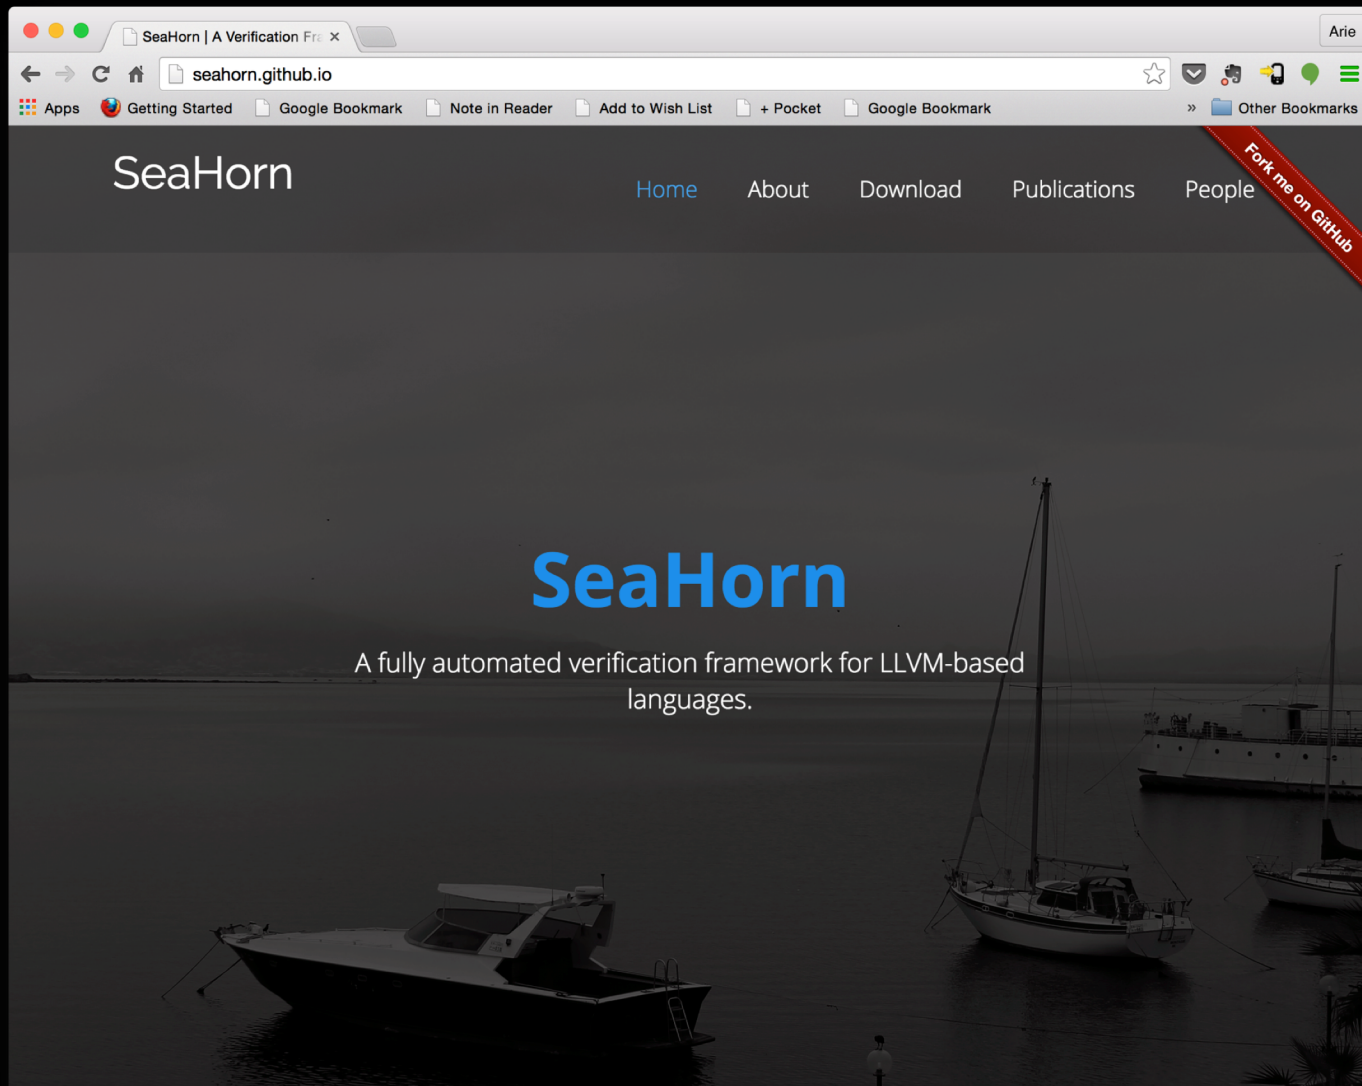 SeaHorn | A Verification Fra
Arie
seahorn.github.io
Apps Getting Started Google Bookmark Note in Reader Add to Wish List + Pocket Google Bookmark » Other Bookmarks
SeaHorn
Home About Download Publications People
Fork me on GitHub
SeaHorn
A fully automated verification framework for LLVM-based
languages.